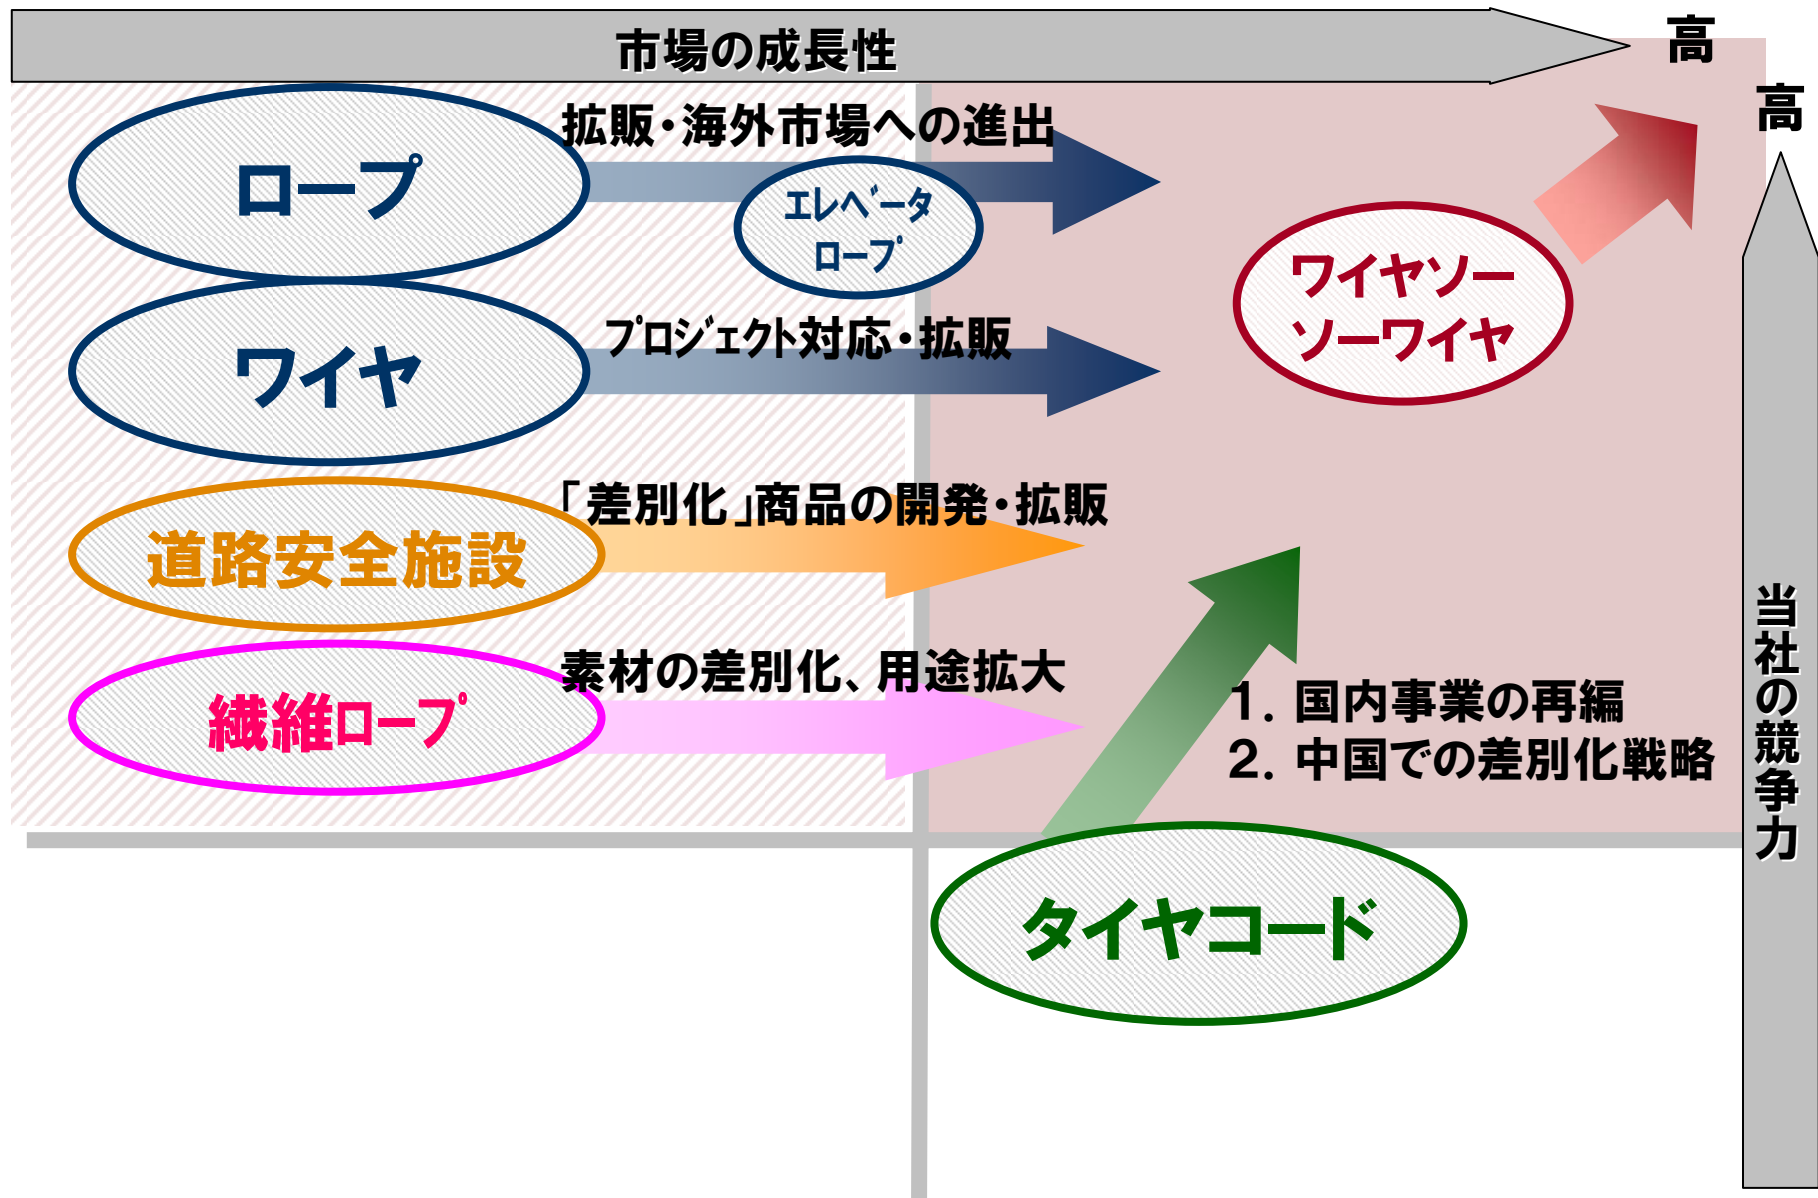 市場の成長性
高
高
拡販・海外市場への進出
ロープ
エレベータ
ロープ
ワイヤソー
ソーワイヤ
プロジェクト対応・拡販
ワイヤ
「差別化」商品の開発・拡販
道路安全施設
素材の差別化、用途拡大
繊維ロープ
1. 国内事業の再編
2. 中国での差別化戦略
当社の競争力
タイヤコード